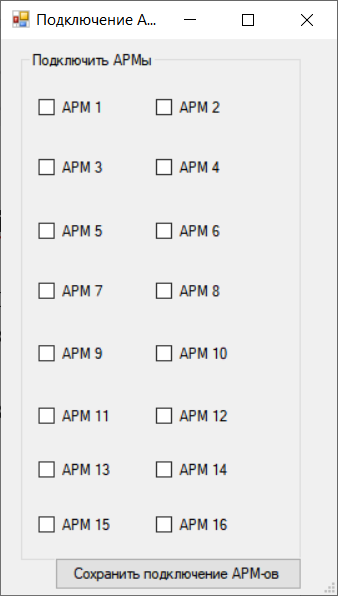 Подключение А...
Подключить АРМы
АРМ 1 АРМ 2
АРМ 3 АРМ 4
АРМ 5 АРМ 6
АРМ 7 АРМ 8
АРМ 9 АРМ 10
АРМ 11 АРМ 12
АРМ 13 АРМ 14
АРМ 15 АРМ 16
Сохранить подключение АРМ-ов